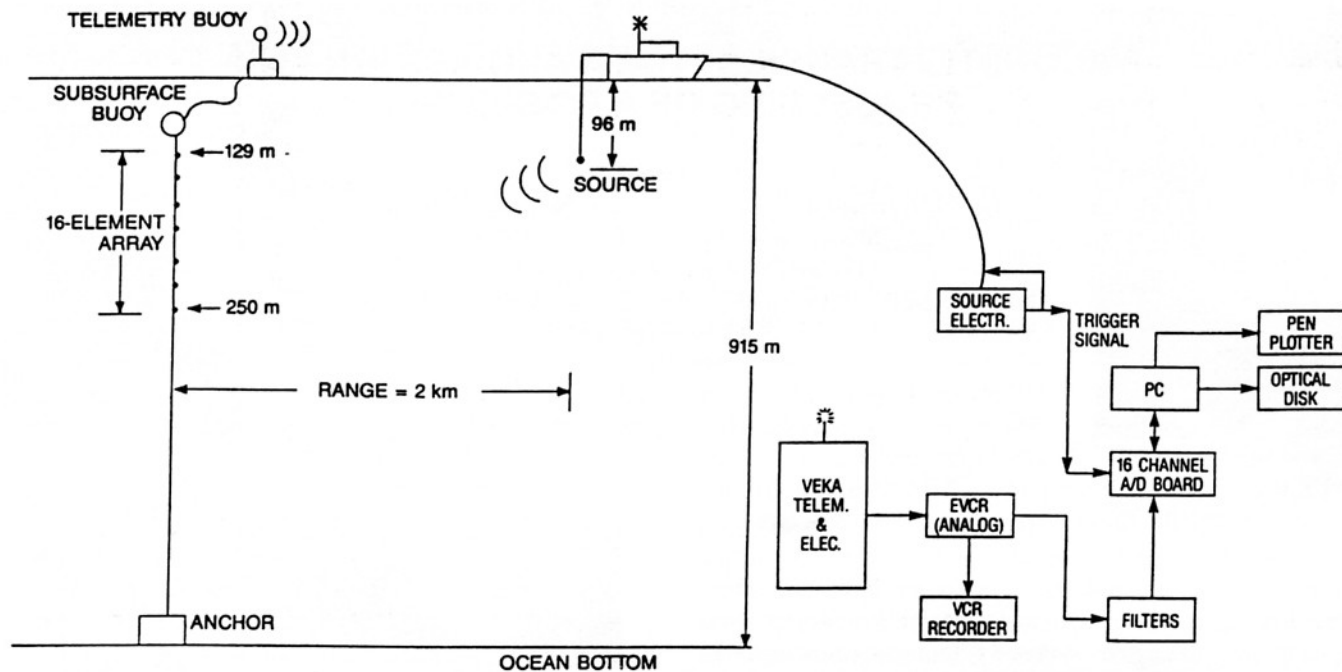 TELEMETRY BUOY
SUBSURFACE
BUOY
129 m
96 m
SOURCE
16-ELEMENT
ARRAY
250 m
SOURCE
ELECTR.
TRIGGER
SIGNAL
PEN
PLOTTER
915 m
RANGE = 2 km
PC
OPTICAL
DISK
VEKA
TELEM.
&
ELEC.
EVCR
(ANALOG)
16 CHANNEL
A/D BOARD
VCR
RECORDER
FILTERS
ANCHOR
OCEAN BOTTOM